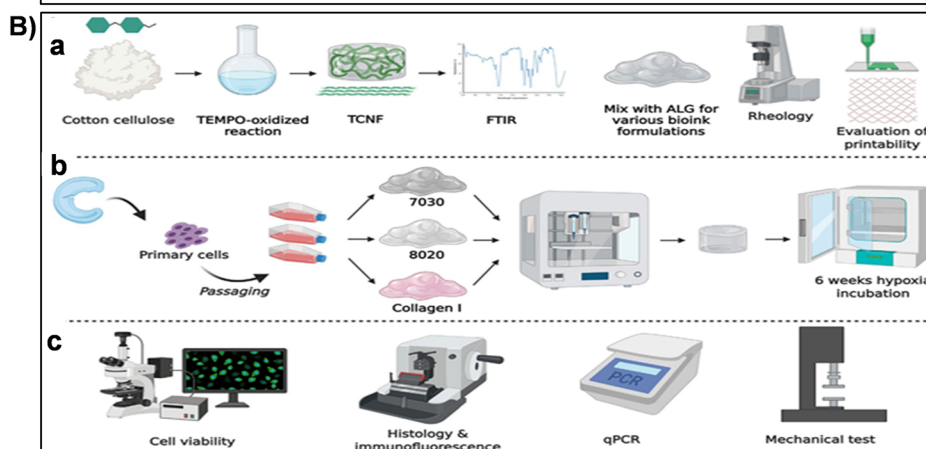 B)
a
Cotton cellulose
TEMPO-oxidized
reaction
TCNF
FTIR
Mix with ALG for
various bioink
formulations
Rheology
Evaluation of
printability
b
Primary cells
Passaging
7030
8020
Collagen I
6 weeks hypoxia
incubation
c
Cell viability
Histology &
immunofluorescence
PCR
qPCR
Mechanical test